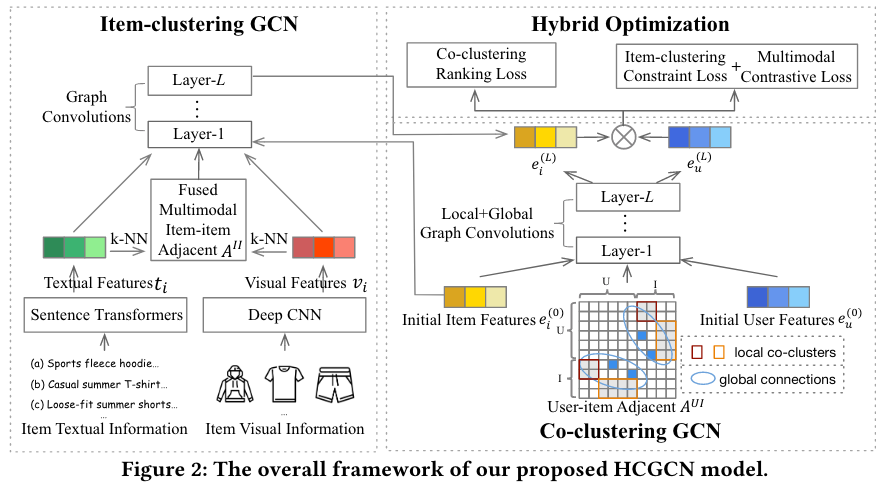 Item-clustering GCN
Graph
Convolutions
Layer-L
⋮
Layer-1
Fused
Multimodal
Item-item
Adjacent A^{II}
k-NN
k-NN
Textual Features t_i
Visual Features v_i
Sentence Transformers
Deep CNN
(a) Sports fleece hoodie...
(b) Casual summer T-shirt...
(c) Loose-fit summer shorts...
...
Item Textual Information
...
Item Visual Information
Hybrid Optimization
Co-clustering
Ranking Loss
Item-clustering
Constraint Loss
+
Multimodal
Contrastive Loss
e_i^{(L)}
e_u^{(L)}
Local+Global
Graph Convolutions
Layer-L
⋮
Layer-1
Initial Item Features e_i^{(0)}
U
I
U
I
User-item Adjacent A^{UI}
Initial User Features e_u^{(0)}
local co-clusters
global connections
Co-clustering GCN
Figure 2: The overall framework of our proposed HCGCN model.